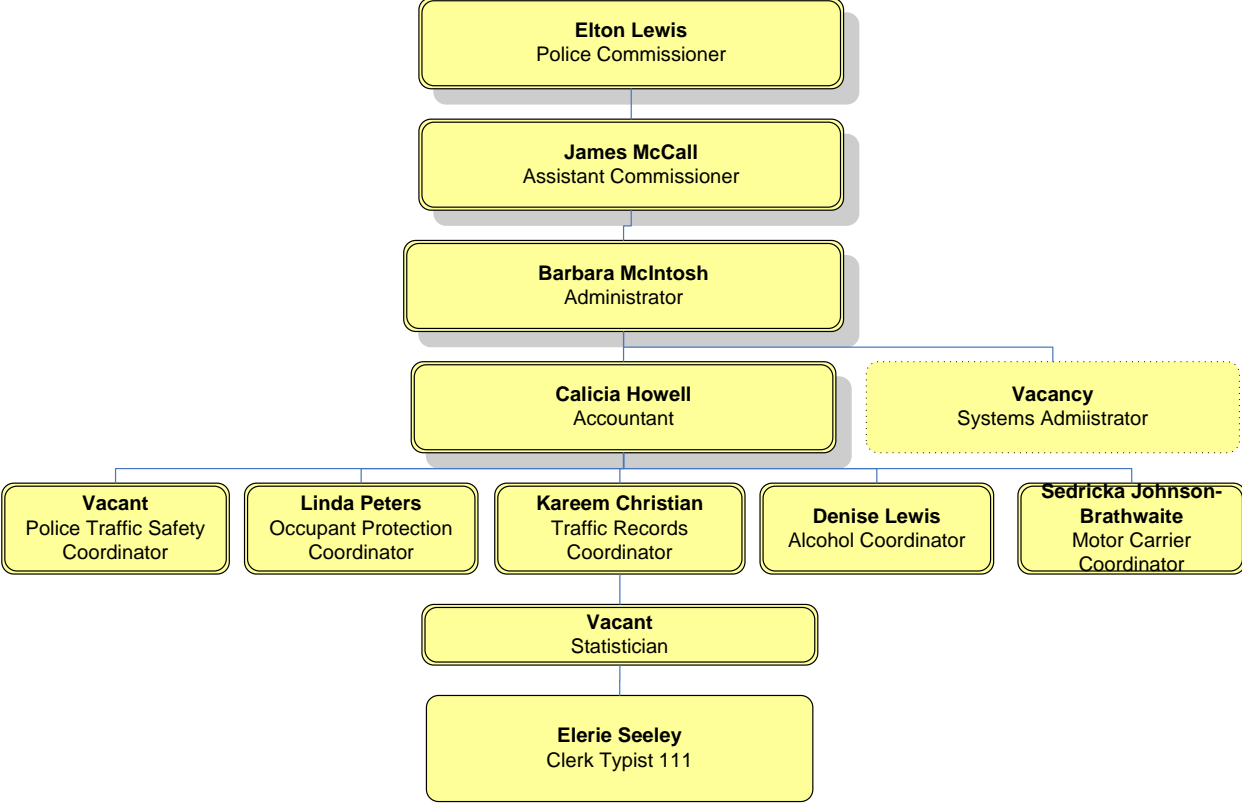 Elton Lewis
Police Commissioner
James McCall
Assistant Commissioner
Barbara McIntosh
Administrator
Calicia Howell
Accountant
Vacancy
Systems Admiistrator
Vacant
Police Traffic Safety
Coordinator
Linda Peters
Occupant Protection
Coordinator
Kareem Christian
Traffic Records
Coordinator
Denise Lewis
Alcohol Coordinator
Sedricka Johnson-
Brathwaite
Motor Carrier
Coordinator
Vacant
Statistician
Elerie Seeley
Clerk Typist 111